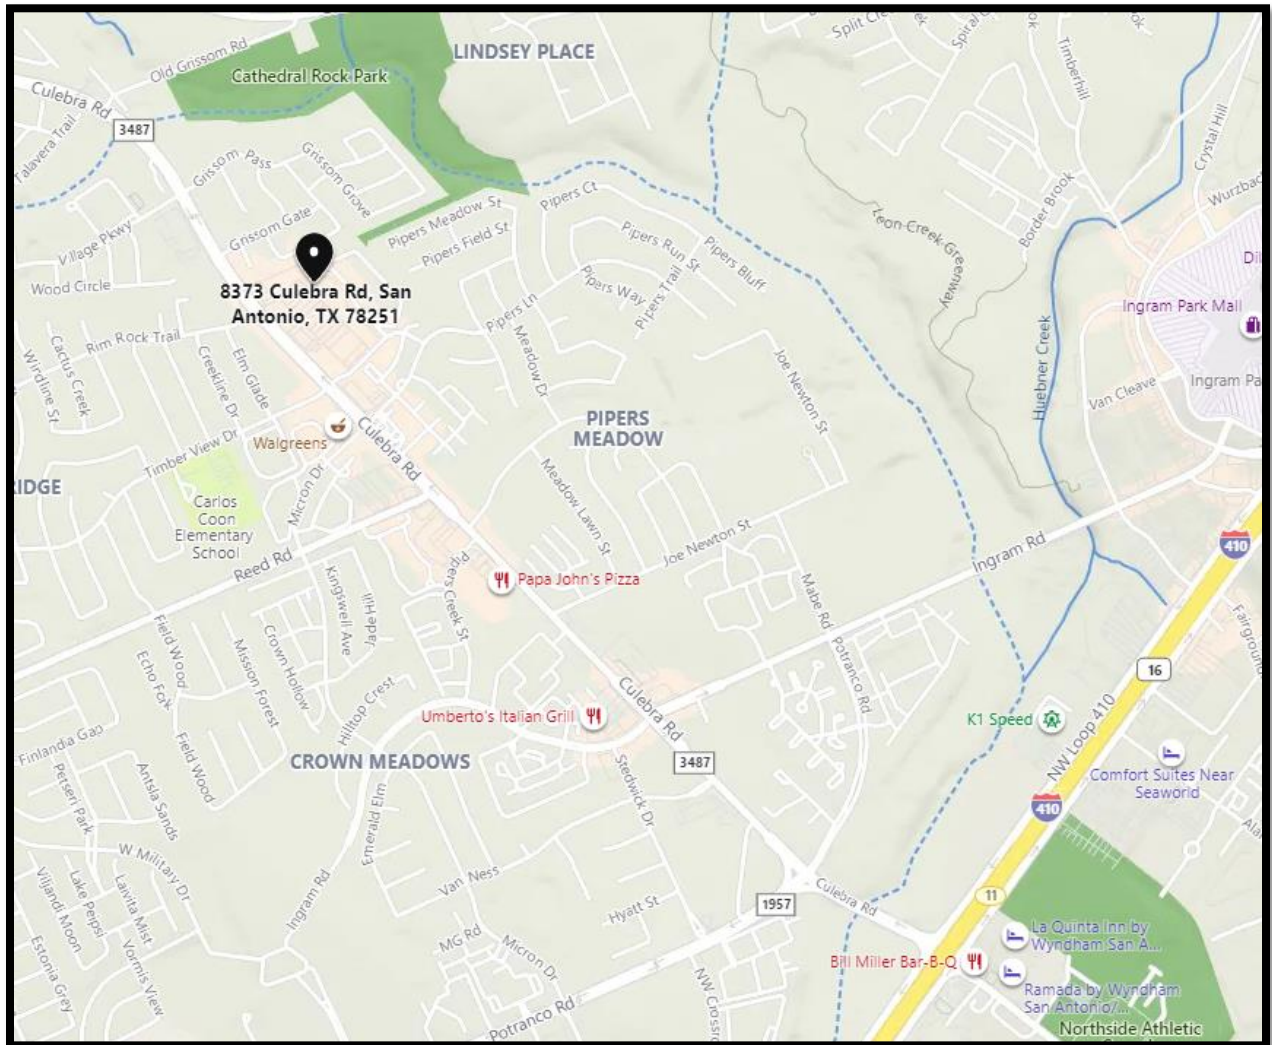 LINDSEY PLACE
Old Grissom Rd
Cathedral Rock Park
Culebra Rd
3487
Talavera Trail
Grissom Pass
Grissom Grove
Grissom Gate
Village Pkwy
Wood Circle
Pipers Meadow St
Pipers Field St
Pipers Ct
Pipers Run St
Pipers Bluff
Pipers Way
Pipers Trail
Pipers Ln
Split
Spiral
Timberhill
Crystal Hill
Border Brook
Leon Creek Greenway
Huebner Creek
Ingram Park Mall
Van Cleave
8373 Culebra Rd, San
Antonio, TX 78251
Rim Rock Trail
Cactus Creek
Wirdline St
Creekline Dr
Elm Glade
Meadow Dr
Joe Newton St
PIPERS
MEADOW
Walgreens
Culebra Rd
Timber View Dr
Micron Dr
Carlos
Coon
Elementary
School
Reed Rd
Meadow Lawn St
Joe Newton St
Ingram Rd
410
Papa John's Pizza
Pipers Creek St
Kingswell Ave
Jade Hill
Crown Hollow
Mission Forest
Field Wood
Echo Fork
Field Wood
Hilltop Crest
Mabe Rd
Potranco Rd
16
Umberto's Italian Grill
Culebra Rd
3487
K1 Speed
NW Loop 410
Comfort Suites Near
Seaworld
410
CROWN MEADOWS
Finlandia Gap
Petseri Park
Antsla Sands
Emerald Elm
Stedwick Dr
W Military Dr
Viljandi Moon
Lake Peipsi
Laivita Mist
Vormis View
Estonia Grey
Ingram Rd
Van Ness
Hyatt St
MG Rd
Micron Dr
Potranco Rd
1957
Culebra Rd
11
Bill Miller Bar-B-Q
La Quinta Inn by
Wyndham San A...
Ramada by Wyndham
San Antonio/...
Northside Athletic